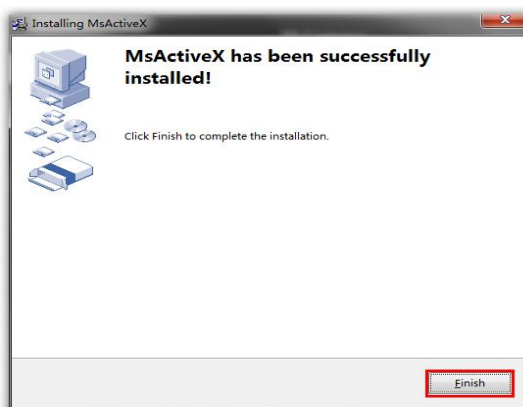 Installing MsActiveX
MsActiveX has been successfully
installed!
Click Finish to complete the installation.
Finish